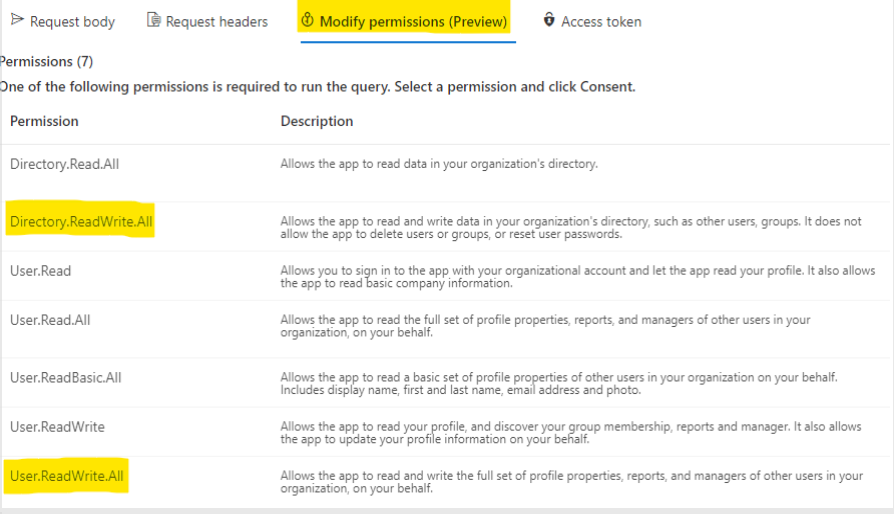 Request body Request headers Modify permissions (Preview) Access token
Permissions (7)
One of the following permissions is required to run the query. Select a permission and click Consent.
Permission Description
Directory.Read.All Allows the app to read data in your organization's directory.
Directory.ReadWrite.All Allows the app to read and write data in your organization's directory, such as other users, groups. It does not
allow the app to delete users or groups, or reset user passwords.
User.Read Allows you to sign in to the app with your organizational account and let the app read your profile. It also allows
the app to read basic company information.
User.Read.All Allows the app to read the full set of profile properties, reports, and managers of other users in your
organization, on your behalf.
User.ReadBasic.All Allows the app to read a basic set of profile properties of other users in your organization on your behalf.
Includes display name, first and last name, email address and photo.
User.ReadWrite Allows the app to read your profile, and discover your group membership, reports and manager. It also allows
the app to update your profile information on your behalf.
User.ReadWrite.All Allows the app to read and write the full set of profile properties, reports, and managers of other users in your
organization, on your behalf.